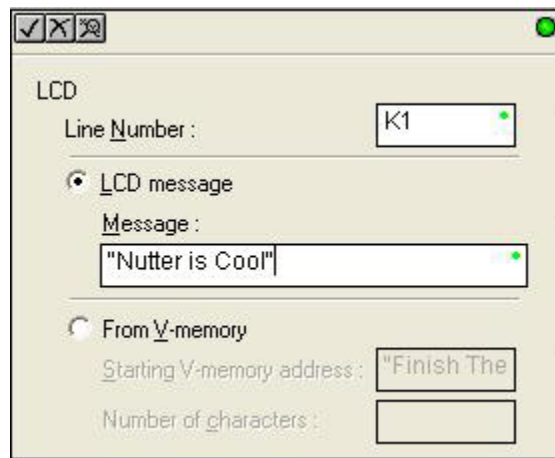 LCD
Line Number : K1
LCD message
Message :
"Nutter is Cool"
From V-memory
Starting V-memory address : "Finish The
Number of characters :